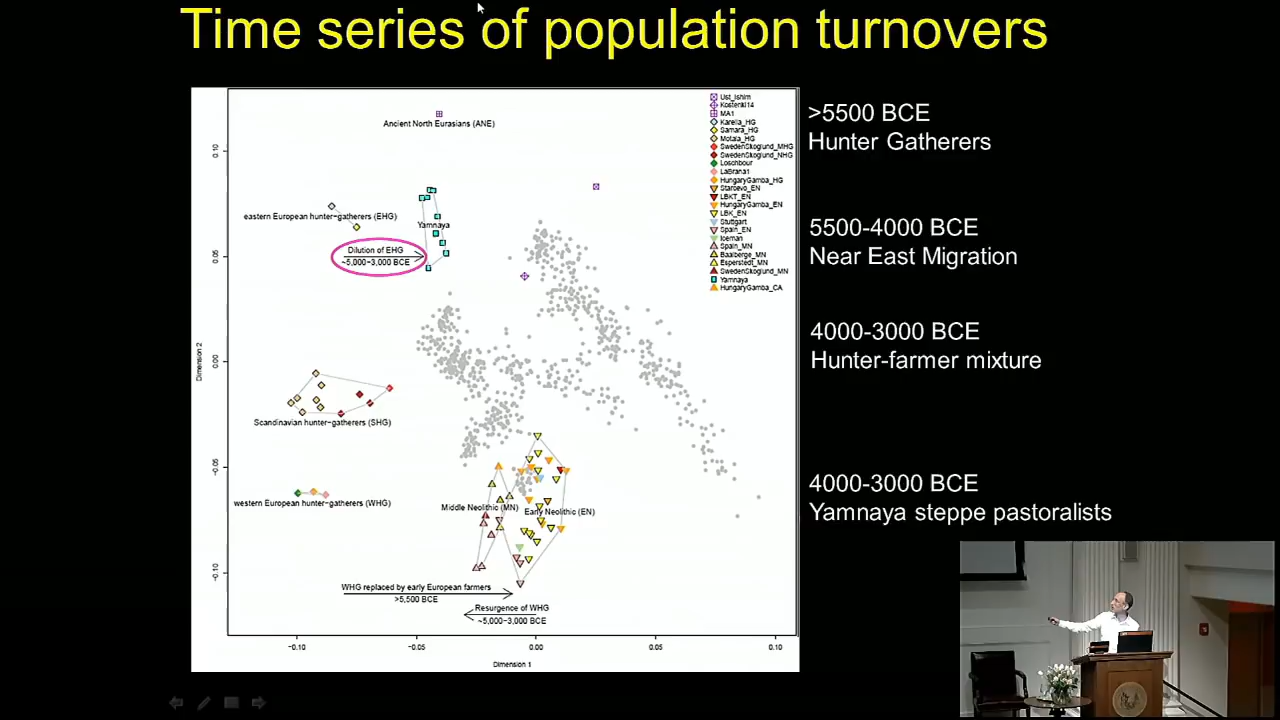 Time series of population turnovers
Ancient North Eurasians (ANE)
eastern European hunter-gatherers (EHG)
Yamnaya
Dilution of EHG
~5,000-3,000 BCE
Scandinavian hunter-gatherers (SHG)
western European hunter-gatherers (WHG)
Middle Neolithic (MN)
Early Neolithic (EN)
WHG replaced by early European farmers
>5,500 BCE
Resurgence of WHG
~5,000-3,000 BCE
Dimension 2
0.10
0.05
0.00
-0.05
-0.10
-0.10
-0.05
0.00
0.05
0.10
Dimension 1
Ust_Ishim
Kostenki14
MA1
Karelia_HG
Samara_HG
Motala_HG
SwedenSkoglund_MHG
SwedenSkoglund_NHG
Loschbour
LaBrana1
HungaryGamba_HG
Starcevo_EN
LBKT_EN
HungaryGamba_EN
LBK_EN
Stuttgart
Spain_EN
Iceman
Spain_MN
Baalberge_MN
Esperstedt_MN
SwedenSkoglund_MN
Yamnaya
HungaryGamba_CA
>5500 BCE
Hunter Gatherers
5500-4000 BCE
Near East Migration
4000-3000 BCE
Hunter-farmer mixture
4000-3000 BCE
Yamnaya steppe pastoralists